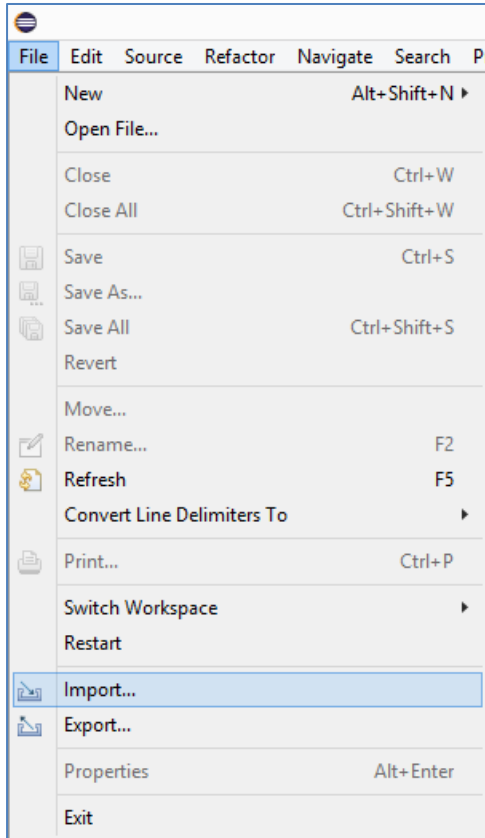 File Edit Source Refactor Navigate Search P
New Alt+Shift+N
Open File...
Close Ctrl+W
Close All Ctrl+Shift+W
Save Ctrl+S
Save As...
Save All Ctrl+Shift+S
Revert
Move...
Rename... F2
Refresh F5
Convert Line Delimiters To
Print... Ctrl+P
Switch Workspace
Restart
Import...
Export...
Properties Alt+Enter
Exit